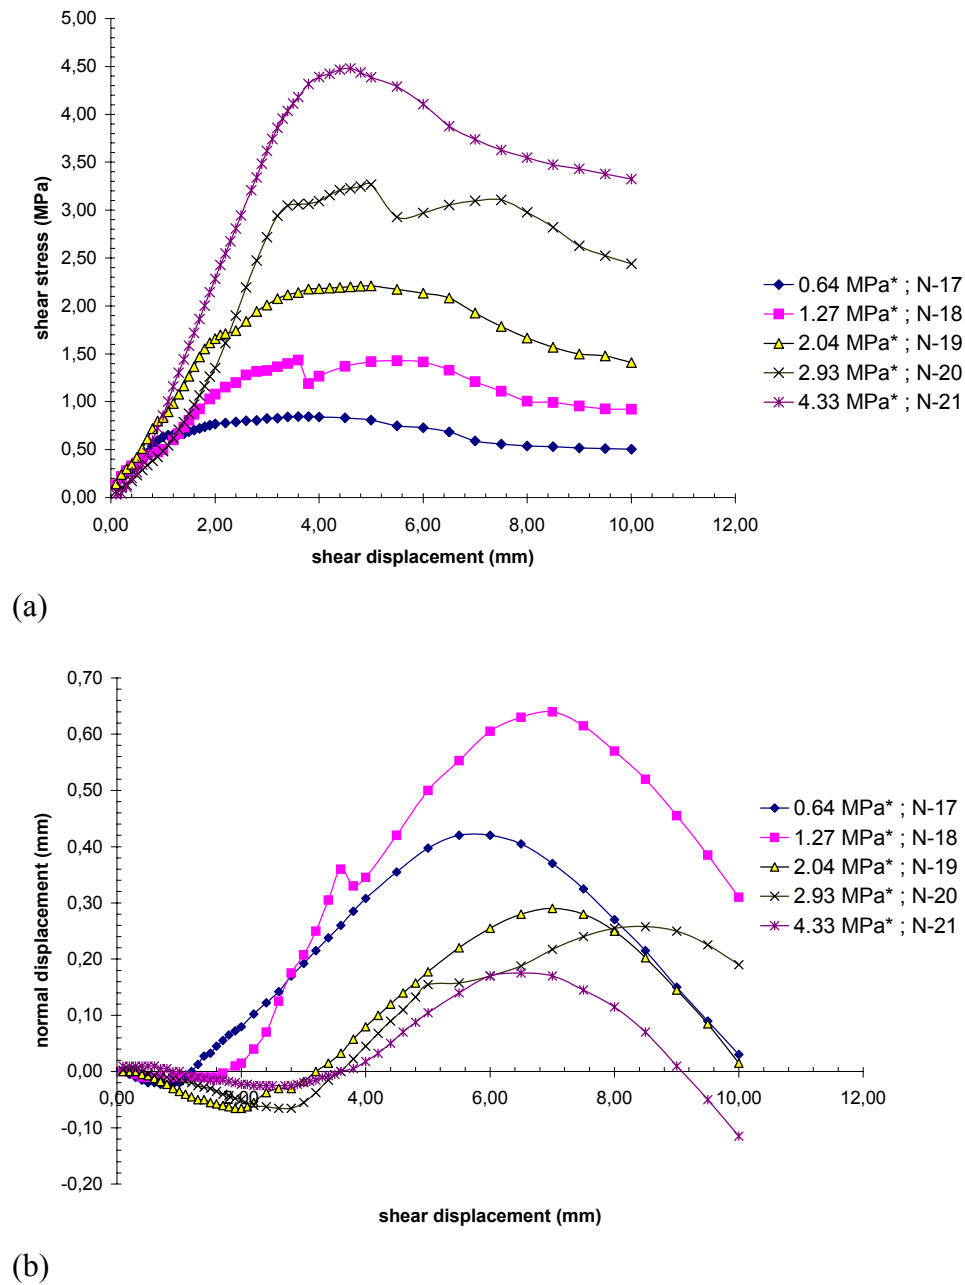 5,00
4,50
4,00
3,50
3,00
2,50
2,00
1,50
1,00
0,50
0,00
shear stress (MPa)
0,00 2,00 4,00 6,00 8,00 10,00 12,00
shear displacement (mm)
0.64 MPa* ; N-17
1.27 MPa* ; N-18
2.04 MPa* ; N-19
2.93 MPa* ; N-20
4.33 MPa* ; N-21
(a)
0,70
0,60
0,50
0,40
0,30
0,20
0,10
0,00
-0,10
-0,20
normal displacement (mm)
0,00 2,00 4,00 6,00 8,00 10,00 12,00
shear displacement (mm)
0.64 MPa* ; N-17
1.27 MPa* ; N-18
2.04 MPa* ; N-19
2.93 MPa* ; N-20
4.33 MPa* ; N-21
(b)